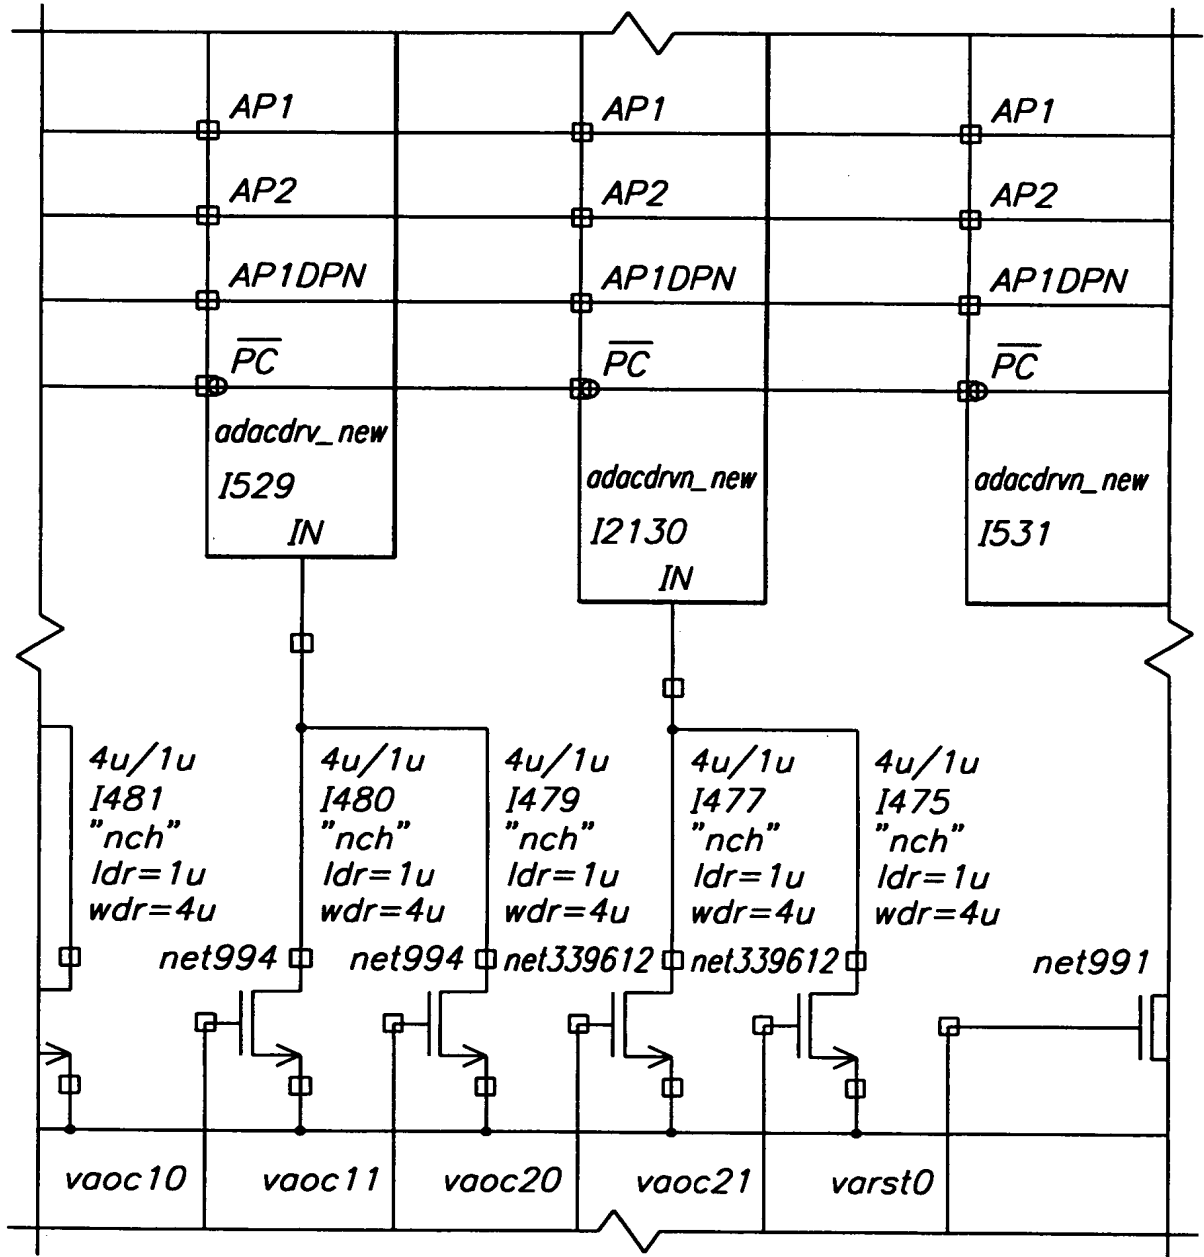 AP1 AP1 AP1
AP2 AP2 AP2
AP1DPN AP1DPN AP1DPN
PC PC PC
adacdrv_new
I529
IN
adacdrvn_new
I2130
IN
adacdrvn_new
I531
4u/1u
I481
"nch"
ldr=1u
wdr=4u
4u/1u
I480
"nch"
ldr=1u
wdr=4u
4u/1u
I479
"nch"
ldr=1u
wdr=4u
4u/1u
I477
"nch"
ldr=1u
wdr=4u
4u/1u
I475
"nch"
ldr=1u
wdr=4u
net994 net994 net339612 net339612 net991
vaoc10 vaoc11 vaoc20 vaoc21 varst0